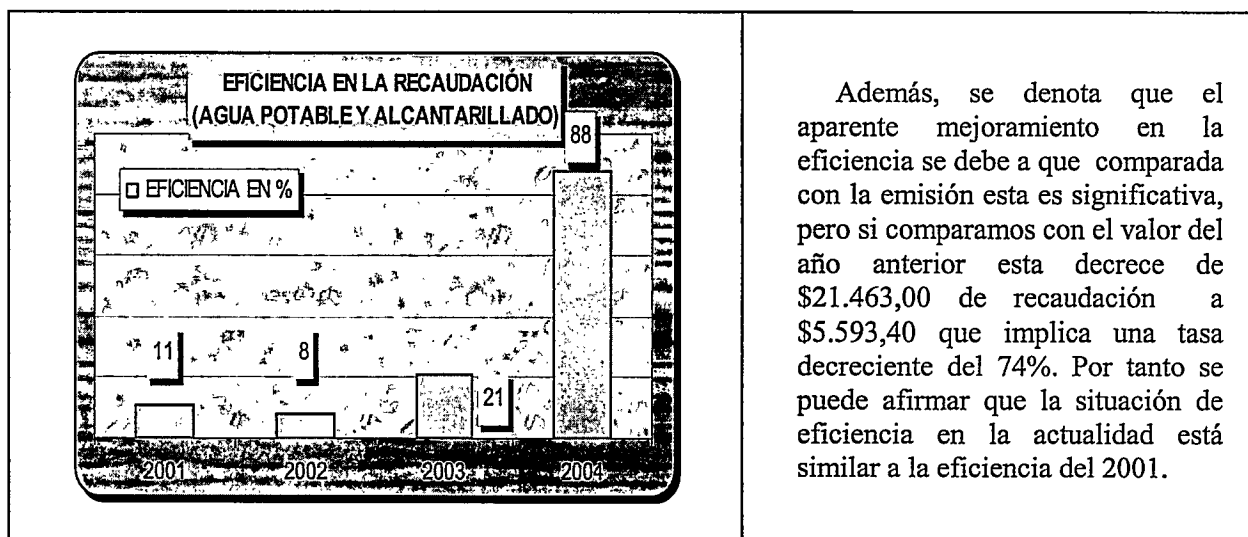 EFICIENCIA EN LA RECAUDACIÓN
(AGUA POTABLE Y ALCANTARILLADO)
88
EFICIENCIA EN %
11
8
21
2001 2002 2003 2004
Además, se denota que el
aparente mejoramiento en la
eficiencia se debe a que comparada
con la emisión esta es significativa,
pero si comparamos con el valor del
año anterior esta decrece de
$21.463,00 de recaudación a
$5.593,40 que implica una tasa
decreciente del 74%. Por tanto se
puede afirmar que la situación de
eficiencia en la actualidad está
similar a la eficiencia del 2001.